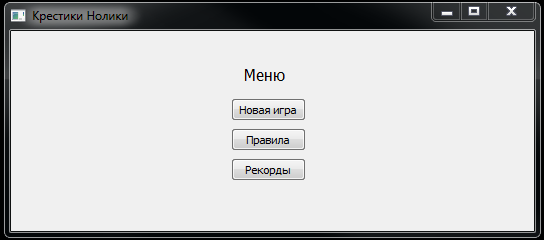 Крестики Нолики
Меню
Новая игра
Правила
Рекорды